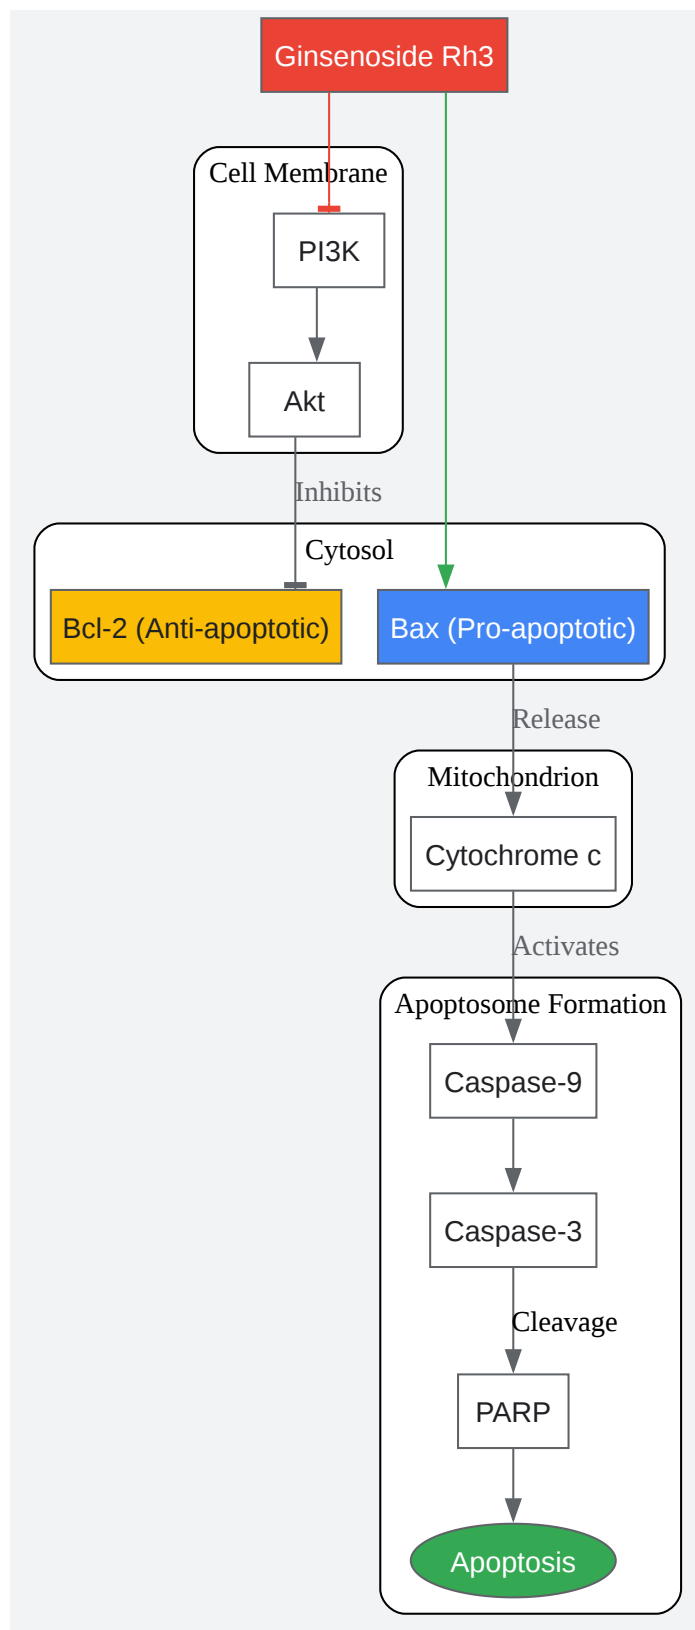 Ginsenoside Rh3
Cell Membrane
PI3K
Akt
Inhibits
Cytosol
Bcl-2 (Anti-apoptotic)
Bax (Pro-apoptotic)
Release
Mitochondrion
Cytochrome c
Activates
Apoptosome Formation
Caspase-9
Caspase-3
Cleavage
PARP
Apoptosis